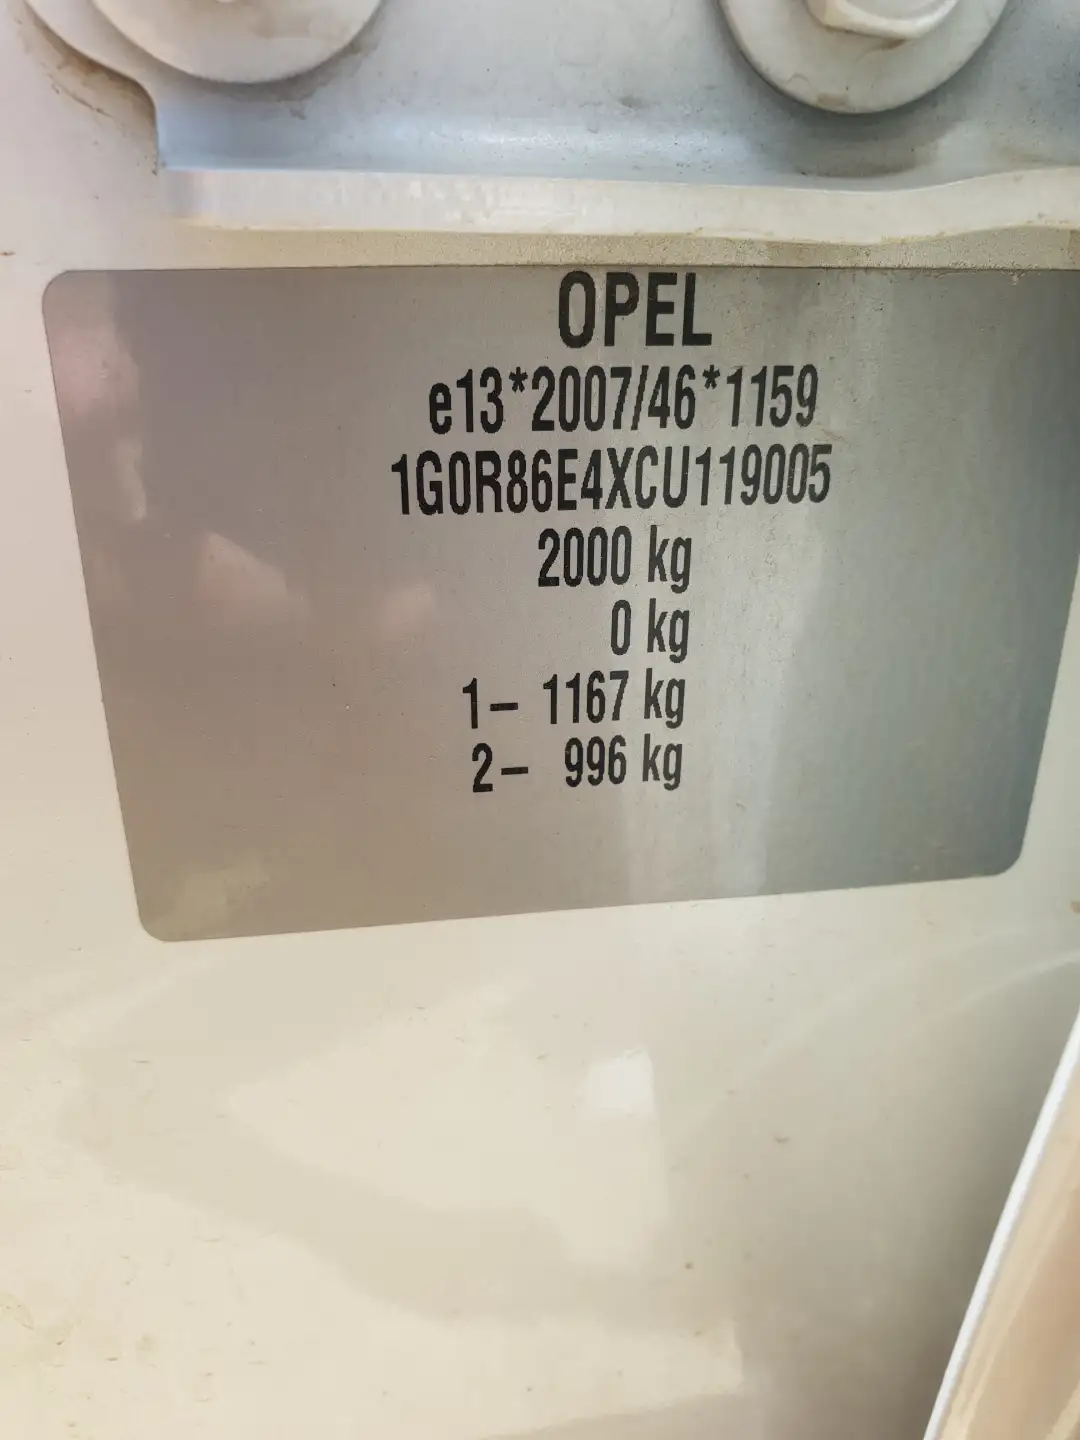 OPEL
e13*2007/46*1159
1G0R86E4XCU119005
2000 kg
0 kg
1– 1167 kg
2– 996 kg